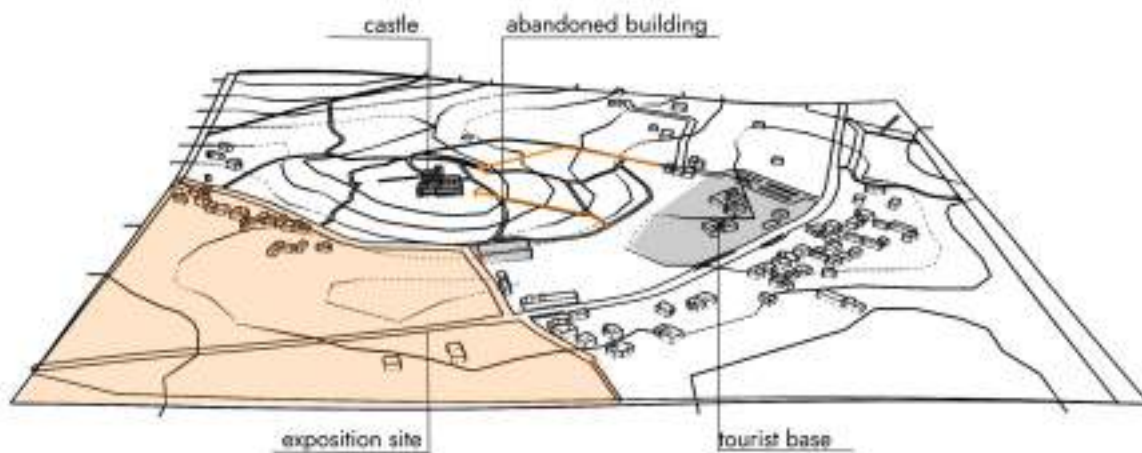 castle
abandoned building
exposition site
tourist base